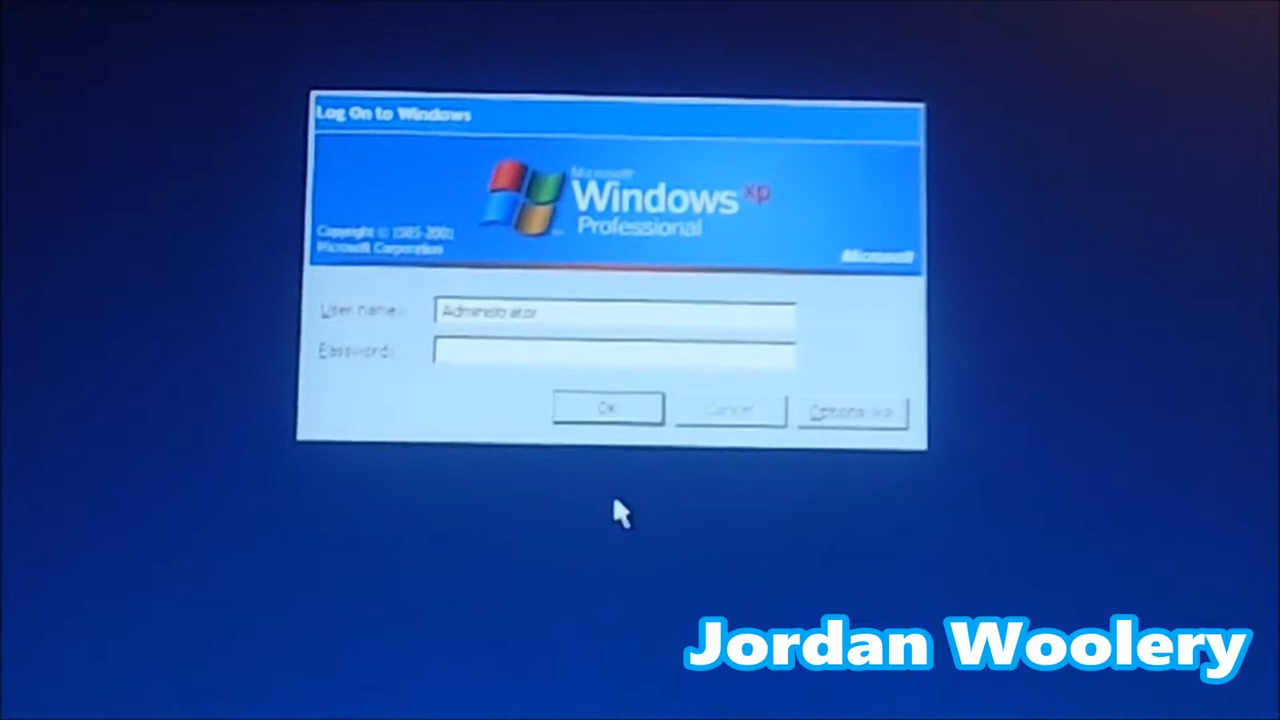 Log On to Windows
Microsoft
Windows xp
Professional
Copyright © 1985-2001
Microsoft Corporation
Microsoft
User name:
Administrator
Password:
OK
Cancel
Options >>
Jordan Woolery